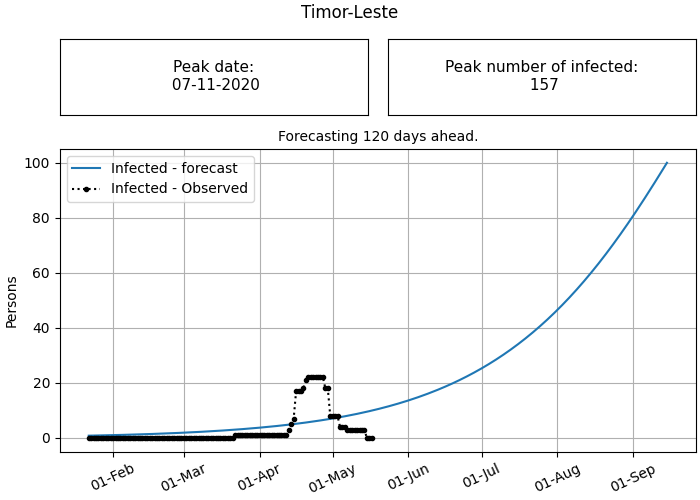 Timor-Leste
Peak date:
07-11-2020
Peak number of infected:
157
Forecasting 120 days ahead.
Infected - forecast
Infected - Observed
Persons
100
80
60
40
20
0
01-Feb
01-Mar
01-Apr
01-May
01-Jun
01-Jul
01-Aug
01-Sep